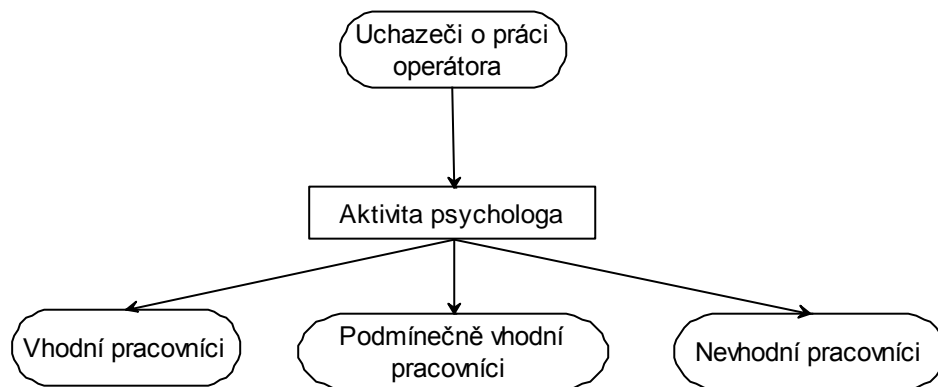 Uchazeči o práci
operátora
Aktivita psychologa
Vhodní pracovníci
Podmínečně vhodní
pracovníci
Nevhodní pracovníci